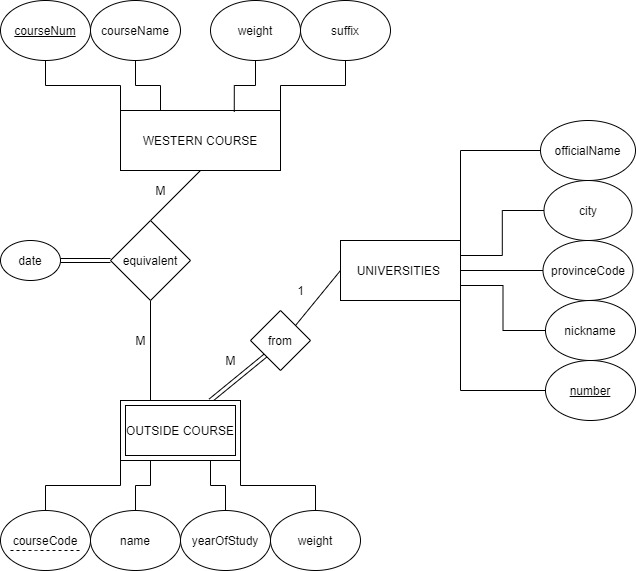 courseNum
courseName
weight
suffix
WESTERN COURSE
M
officialName
city
date
equivalent
UNIVERSITIES
provinceCode
1
nickname
M
from
M
number
OUTSIDE COURSE
courseCode
name
yearOfStudy
weight